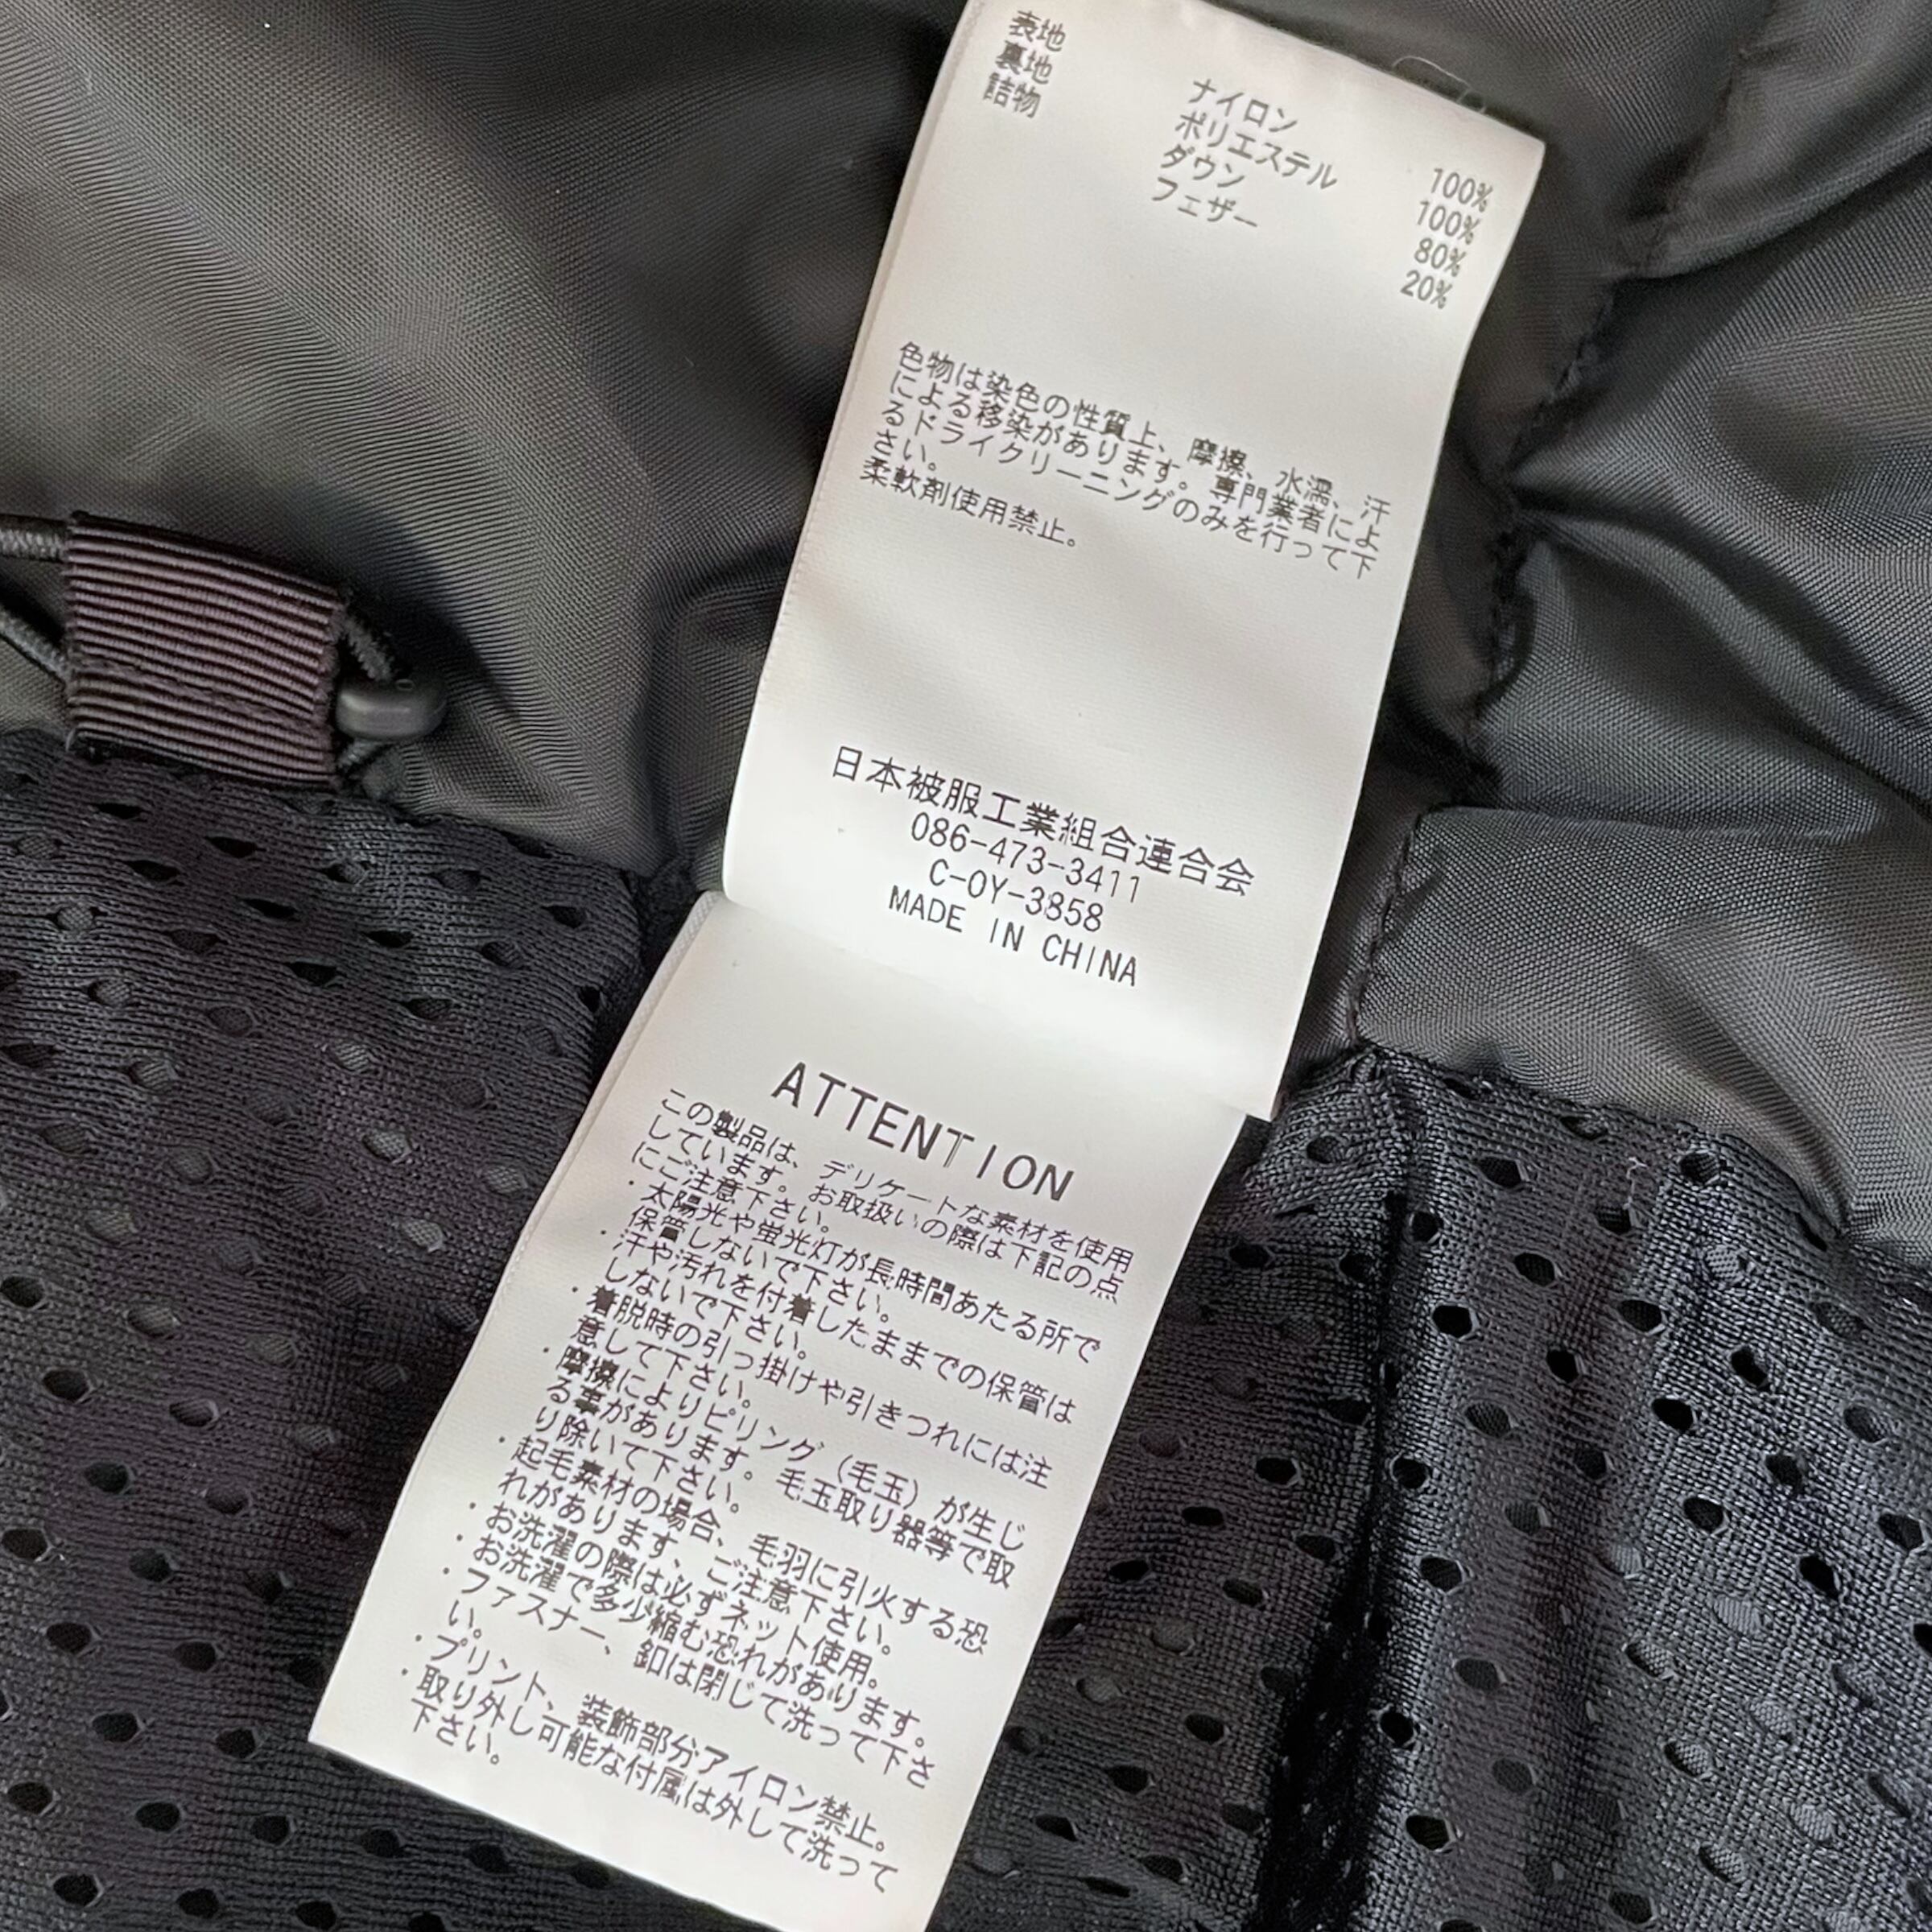 表地 ナイロン 100%
裏地 ポリエステル 100%
詰物 ダウン 80%
フェザー 20%
色物は染色の性質上、摩擦、水濡、汗
による移染があります。専門業者によ
るドライクリーニングのみを行って下
さい。
柔軟剤使用禁止。
日本被服工業組合連合会
086-473-3411
C-OY-3858
MADE IN CHINA
ATTENTION
この製品は、デリケートな素材を使用
しています。お取扱いの際は下記の点
にご注意下さい。
・太陽光や蛍光灯が長時間あたる所で
保管しないで下さい。
・汗や汚れを付着したままでの保管は
しないで下さい。
・着脱時の引っ掛けや引きつれには注
意して下さい。
・摩擦によりピリング（毛玉）が生じ
る事があります。毛玉取り器等で取
り除いて下さい。
・起毛素材の場合、毛羽に引火する恐
れがあります、ご注意下さい。
・お洗濯の際は必ずネット使用。
・お洗濯で多少縮む恐れがあります。
・ファスナー、釦は閉じて洗って下さ
い。
・プリント、装飾部分アイロン禁止。
・取り外し可能な付属は外して洗って
下さい。